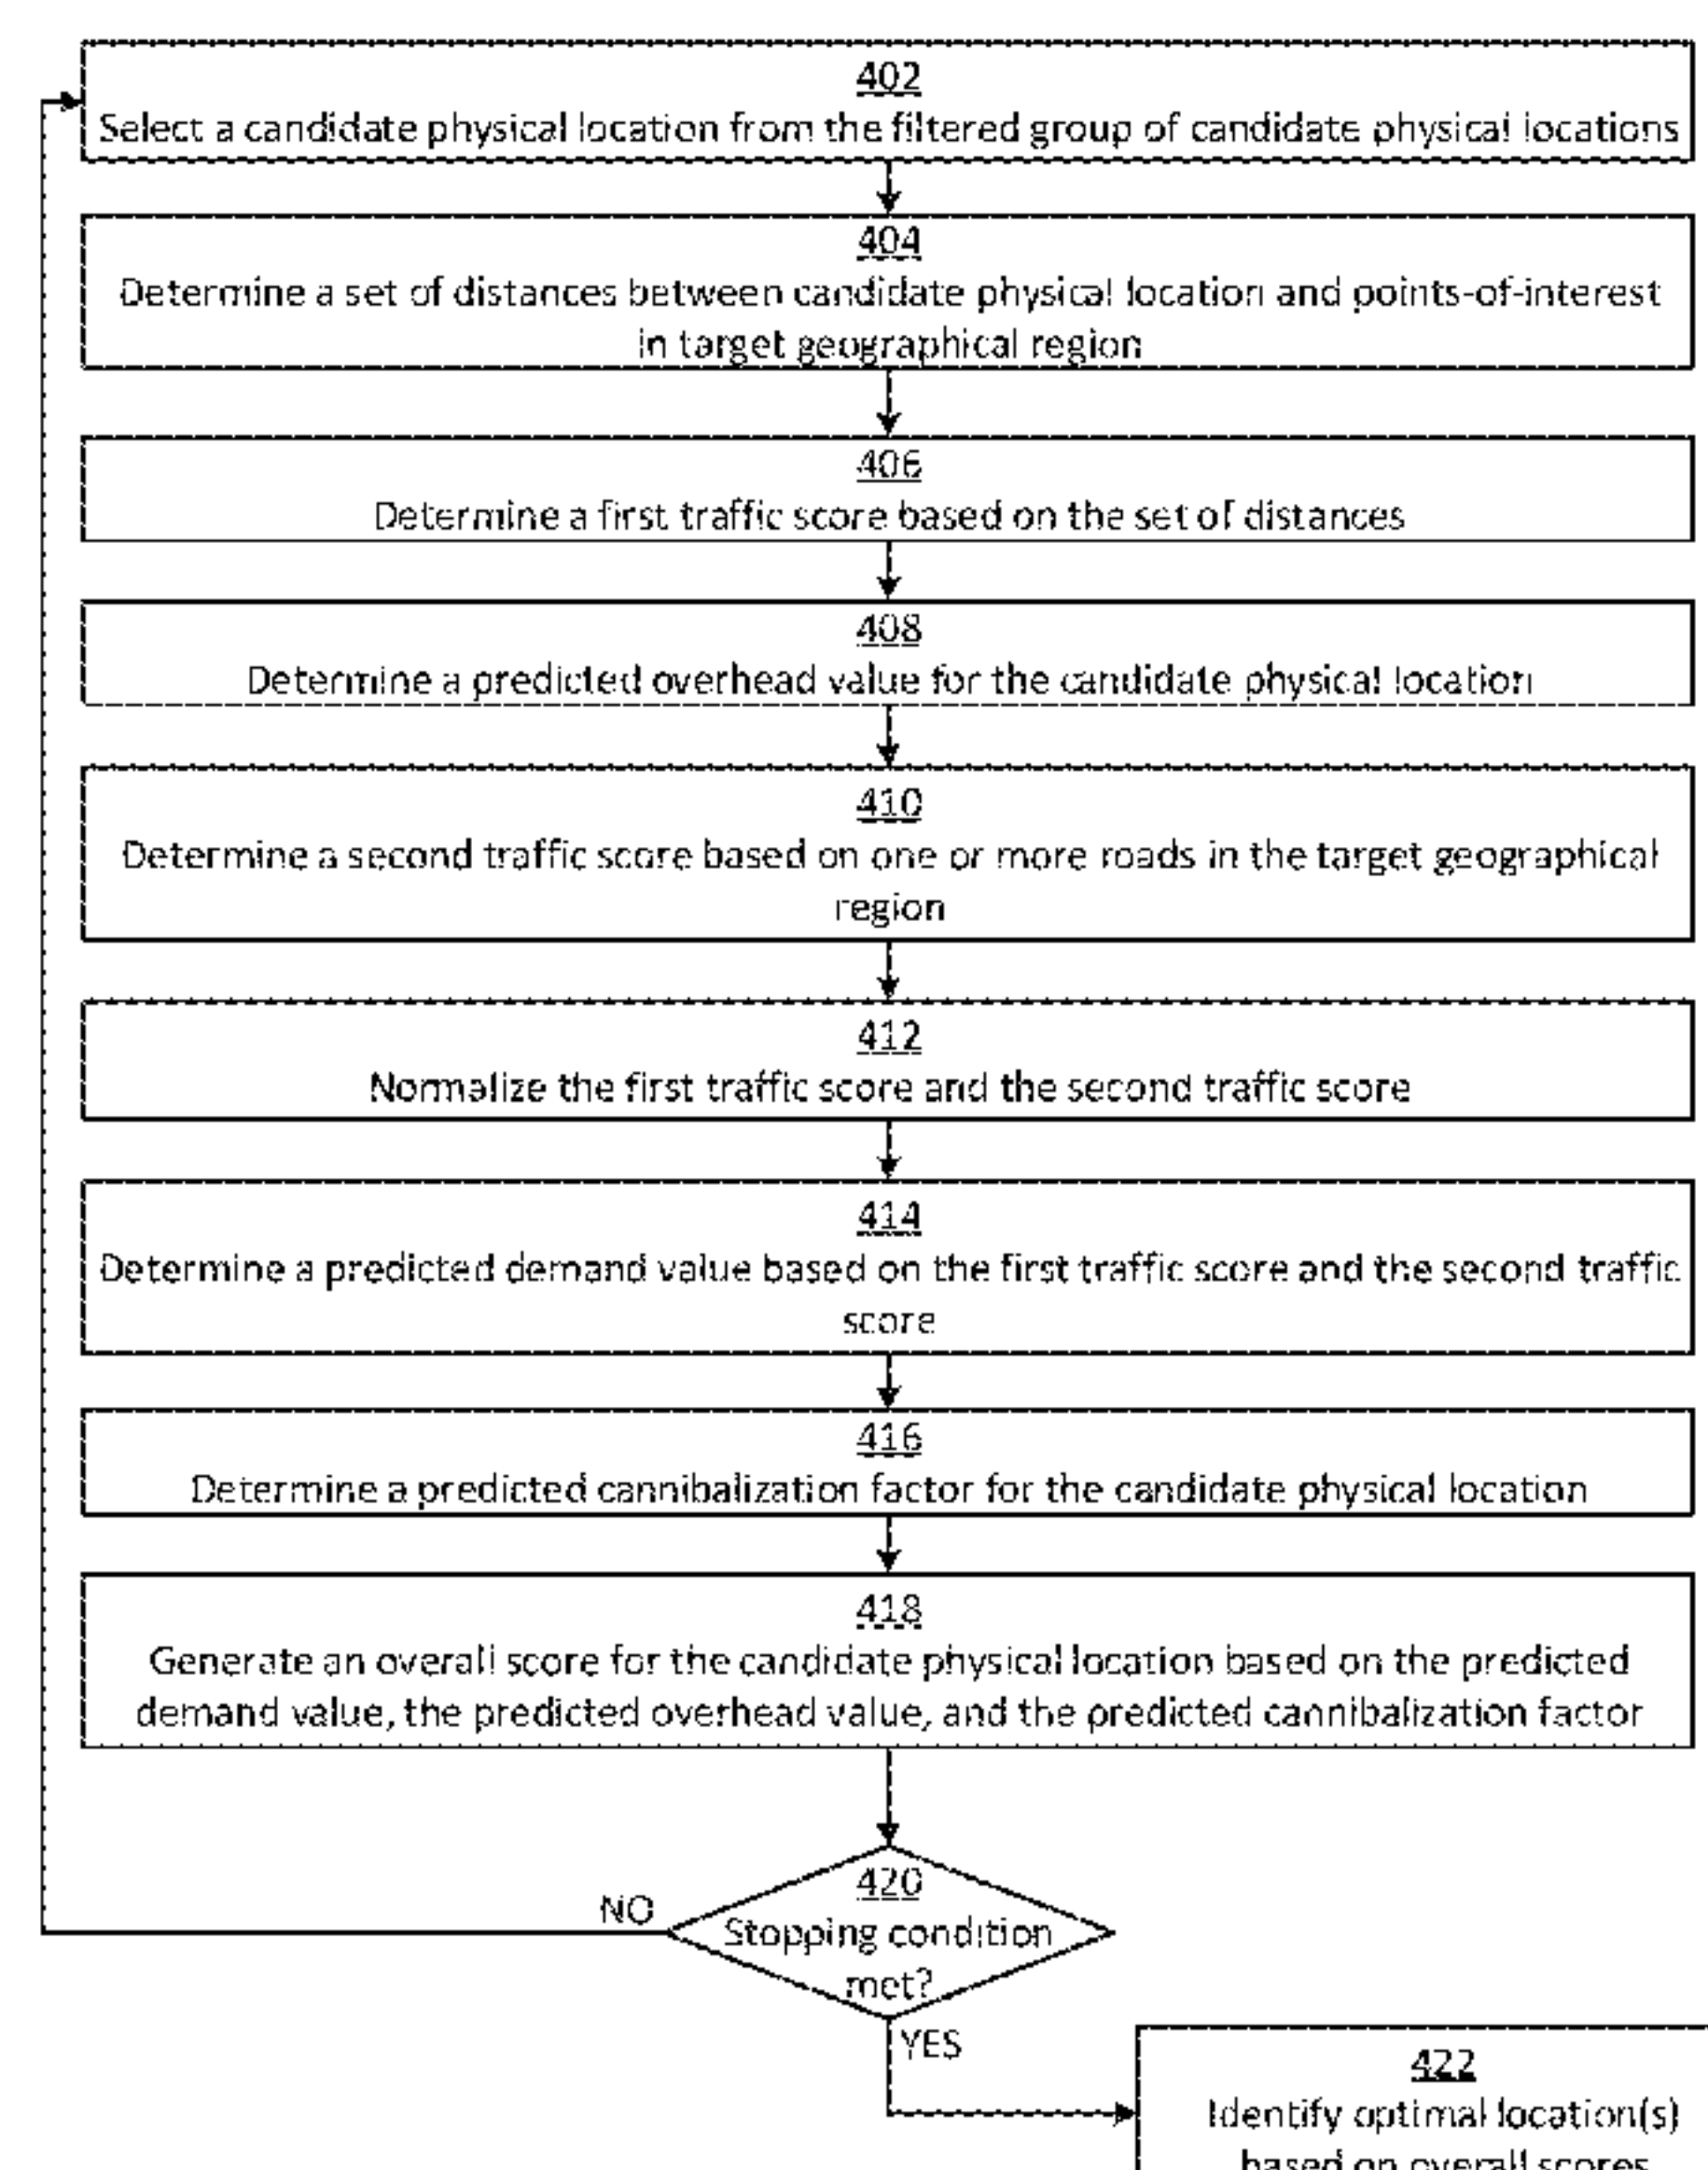 402
Select a candidate physical location from the filtered group of candidate physical locations
404
Determine a set of distances between candidate physical location and points-of-interest
in target geographical region
406
Determine a first traffic score based on the set of distances
408
Determine a predicted overhead value for the candidate physical location
410
Determine a second traffic score based on one or more roads in the target geographical
region
412
Normalize the first traffic score and the second traffic score
414
Determine a predicted demand value based on the first traffic score and the second traffic
score
416
Determine a predicted cannibalization factor for the candidate physical location
418
Generate an overall score for the candidate physical location based on the predicted
demand value, the predicted overhead value, and the predicted cannibalization factor
420
Stopping condition
met?
NO
YES
422
Identify optimal location(s)
based on overall scores